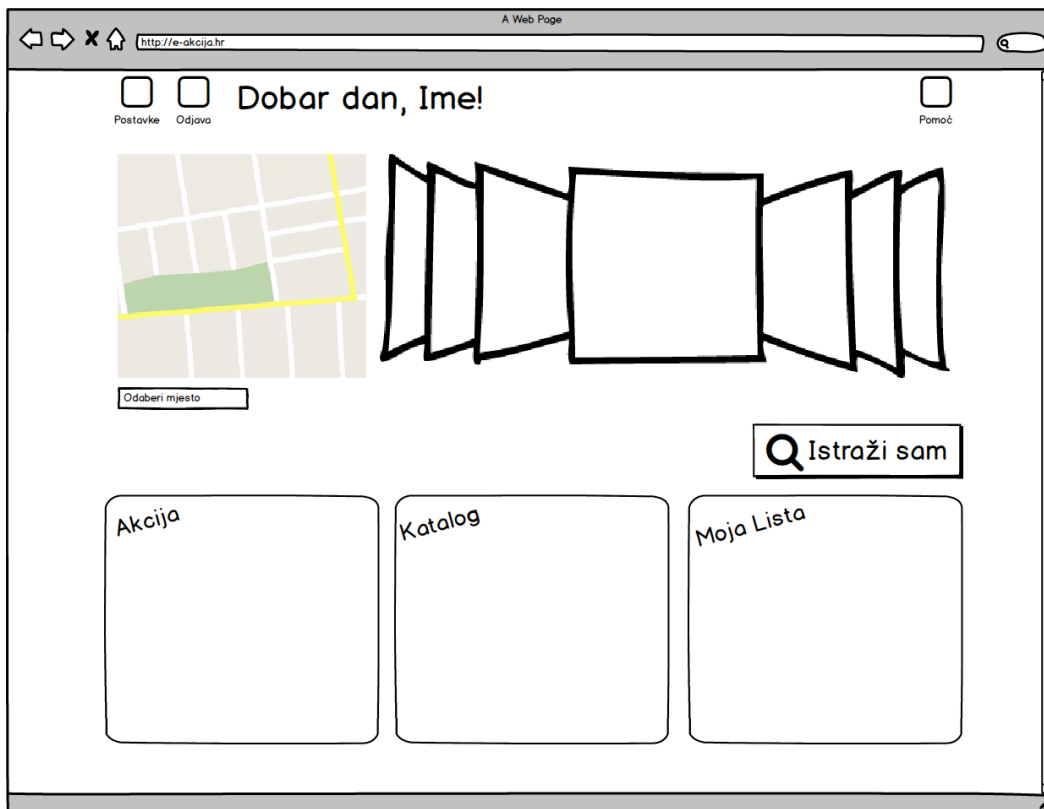 A Web Page
http://e-akcija.hr
Dobar dan, Ime!
Postavke
Odjava
Pomoć
Odaberi mjesto
Istraži sam
Akcija
Katalog
Moja Lista